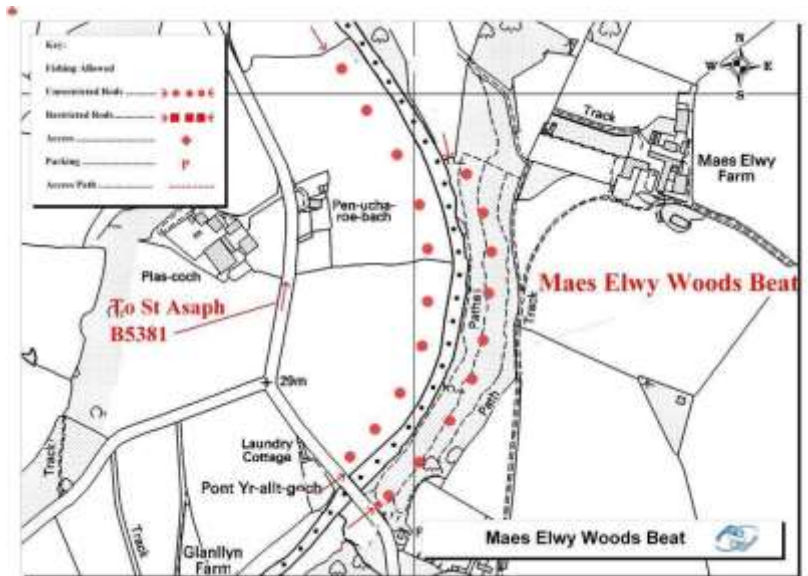 Key:
Fishing Allowed
Unrestricted Rods
Restricted Rods
Access
Parking P
Access Path
N
W E
S
Track
Maes Elwy
Farm
Pen-ucha-
roe-bach
Plas-coch
To St Asaph
B5381
Maes Elwy Woods Beat
Paths
Track
29m
Path
Laundry
Cottage
Track
Pont Yr-allt-goch
Track
Glanllyn
Farm
Maes Elwy Woods Beat